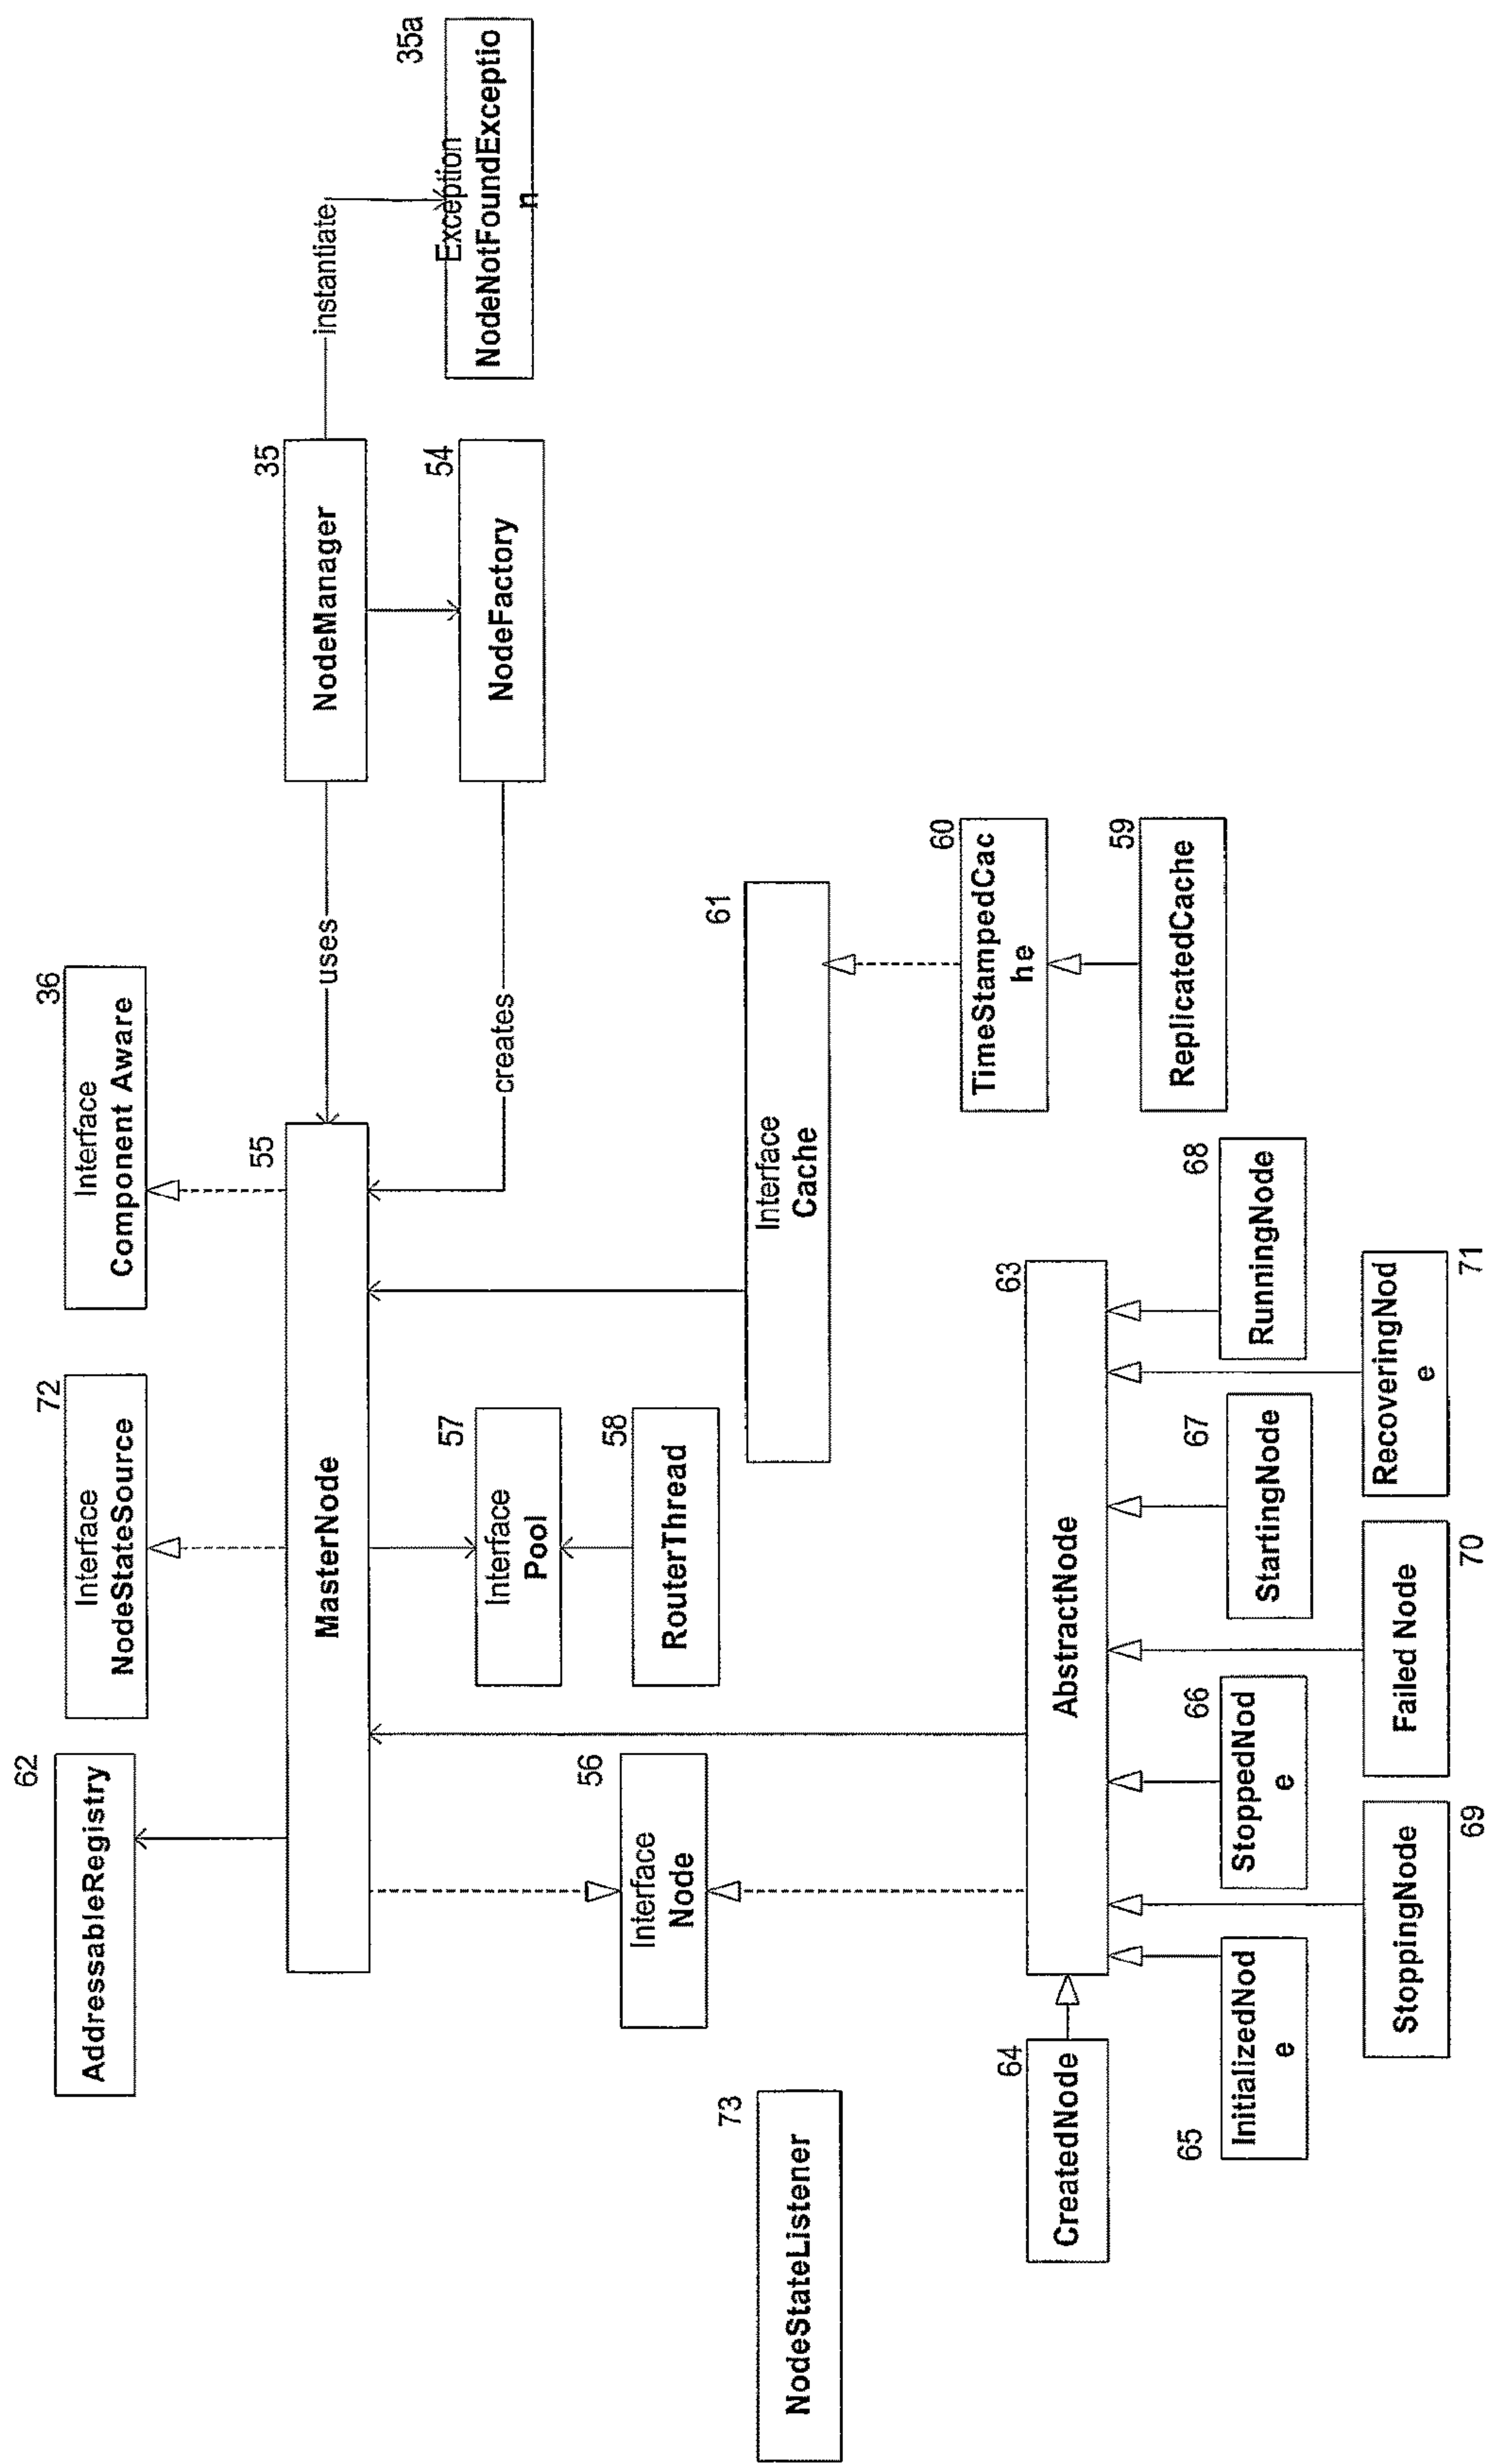 62
AddressableRegistry
72
Interface
NodeStateSource
36
Interface
Component Aware
55
MasterNode
uses
35
NodeManager
instantiate
35a
Exception
NodeNotFoundExceptio
n
54
NodeFactory
creates
57
Interface
Pool
58
RouterThread
56
Interface
Node
61
Interface
Cache
73
NodeStateListener
60
TimeStampedCac
he
59
ReplicatedCache
63
AbstractNode
64
CreatedNode
65
InitializedNod
e
66
StoppedNod
e
67
StartingNode
68
RunningNode
StoppingNode
69
Failed Node
70
RecoveringNod
e
71